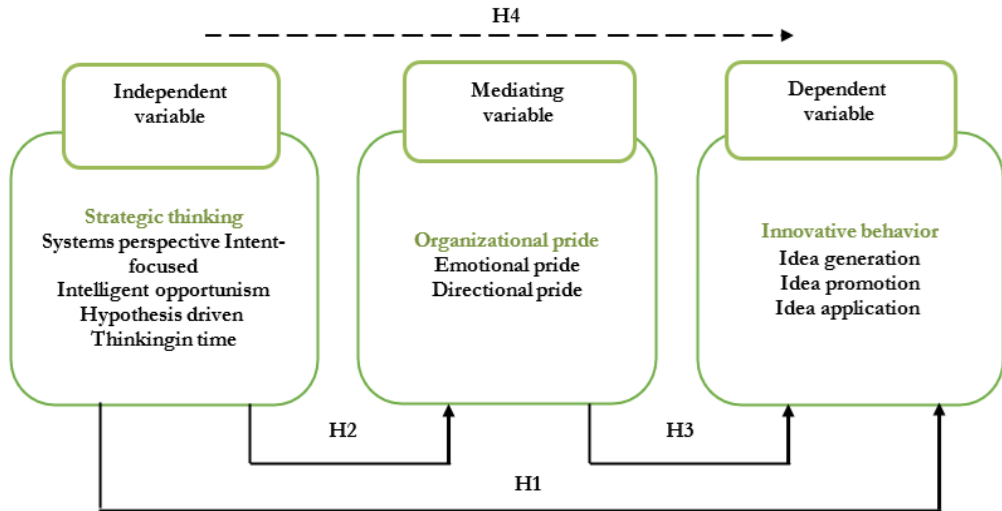 H4
Independent
variable
Mediating
variable
Dependent
variable
Strategic thinking
Systems perspective Intent-
focused
Intelligent opportunism
Hypothesis driven
Thinkingin time
Organizational pride
Emotional pride
Directional pride
Innovative behavior
Idea generation
Idea promotion
Idea application
H2
H3
H1